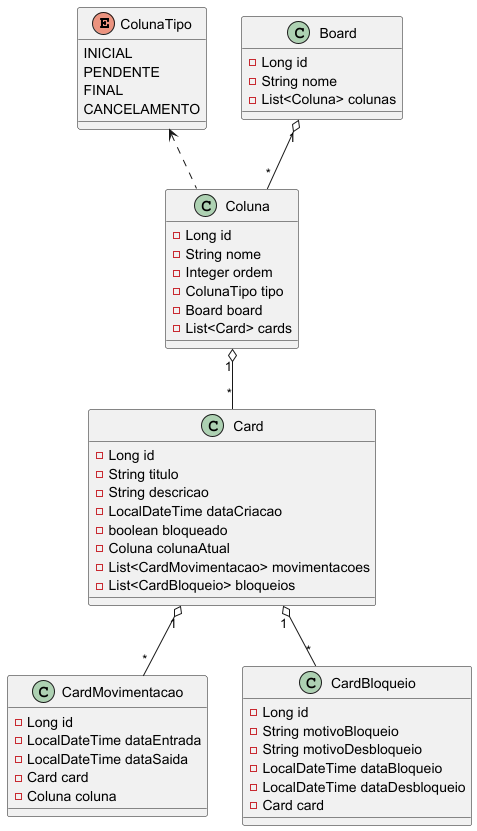 E ColunaTipo
INICIAL
PENDENTE
FINAL
CANCELAMENTO
C Board
Long id
String nome
List<Coluna> colunas
1
*
C Coluna
Long id
String nome
Integer ordem
ColunaTipo tipo
Board board
List<Card> cards
1
*
C Card
Long id
String titulo
String descricao
LocalDateTime dataCriacao
boolean bloqueado
Coluna colunaAtual
List<CardMovimentacao> movimentacoes
List<CardBloqueio> bloqueios
1
1
*
*
C CardMovimentacao
Long id
LocalDateTime dataEntrada
LocalDateTime dataSaida
Card card
Coluna coluna
C CardBloqueio
Long id
String motivoBloqueio
String motivoDesbloqueio
LocalDateTime dataBloqueio
LocalDateTime dataDesbloqueio
Card card